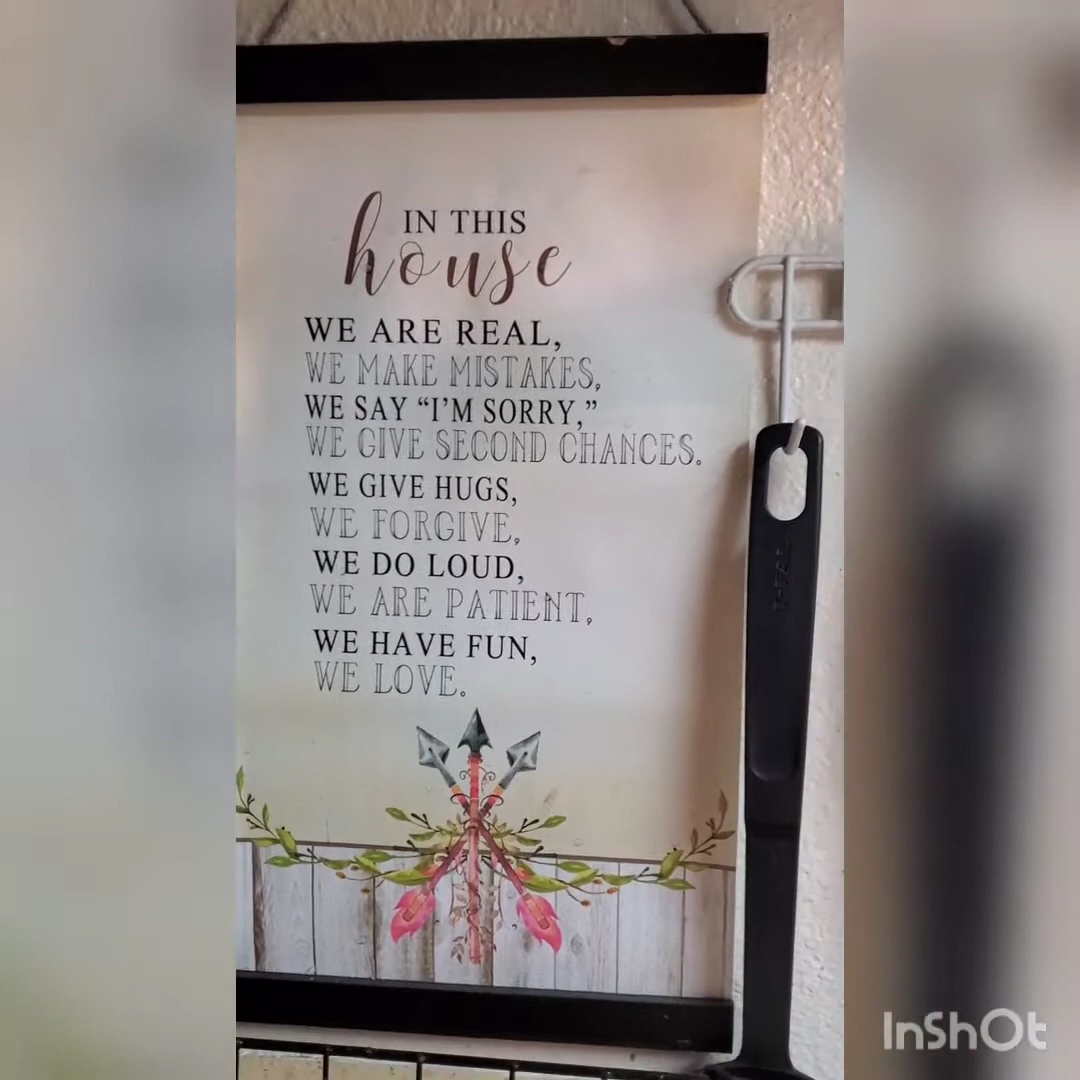 IN THIS
house
WE ARE REAL,
WE MAKE MISTAKES,
WE SAY “I’M SORRY,”
WE GIVE SECOND CHANCES.
WE GIVE HUGS,
WE FORGIVE,
WE DO LOUD,
WE ARE PATIENT,
WE HAVE FUN,
WE LOVE.
T-FAL
InShOt